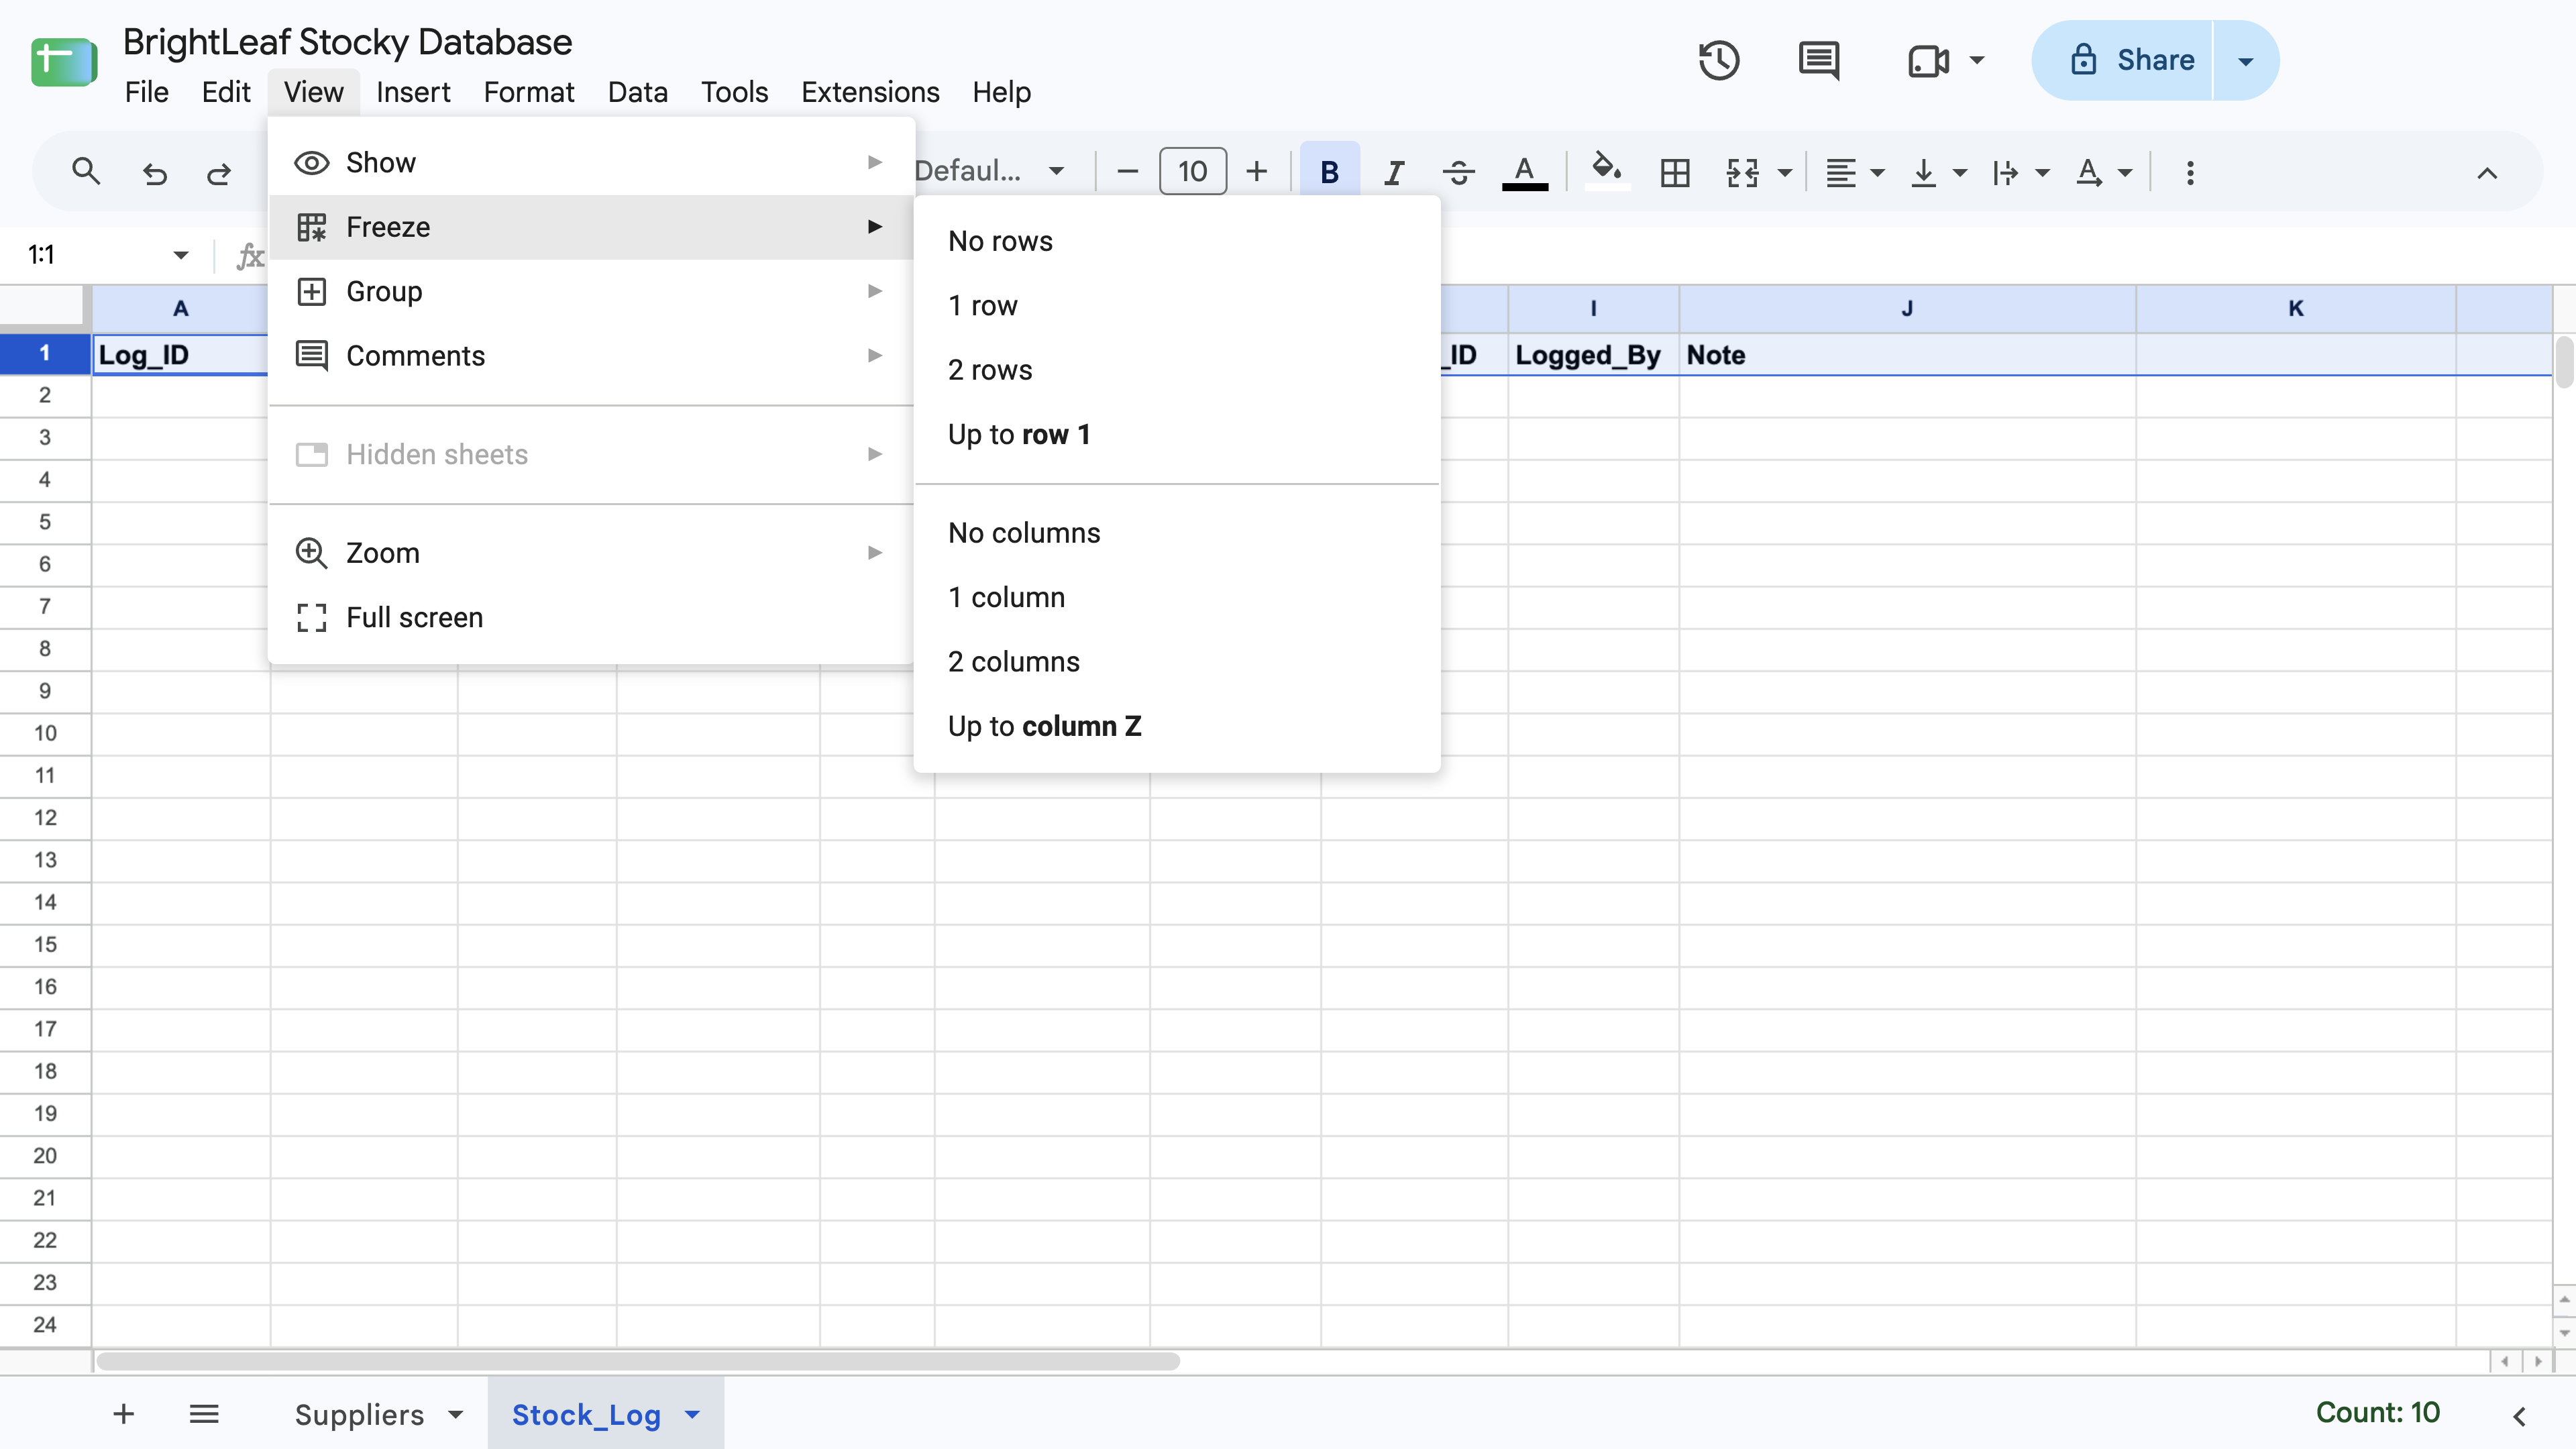 BrightLeaf Stocky Database
File Edit View Insert Format Data Tools Extensions Help
Share
Defaul... 10 B I S A A
1:1 fx
Show
Freeze
Group
Comments
Hidden sheets
Zoom
Full screen
No rows
1 row
2 rows
Up to row 1
No columns
1 column
2 columns
Up to column Z
A I J K
1 Log_ID _ID Logged_By Note
2
3
4
5
6
7
8
9
10
11
12
13
14
15
16
17
18
19
20
21
22
23
24
Suppliers Stock_Log Count: 10